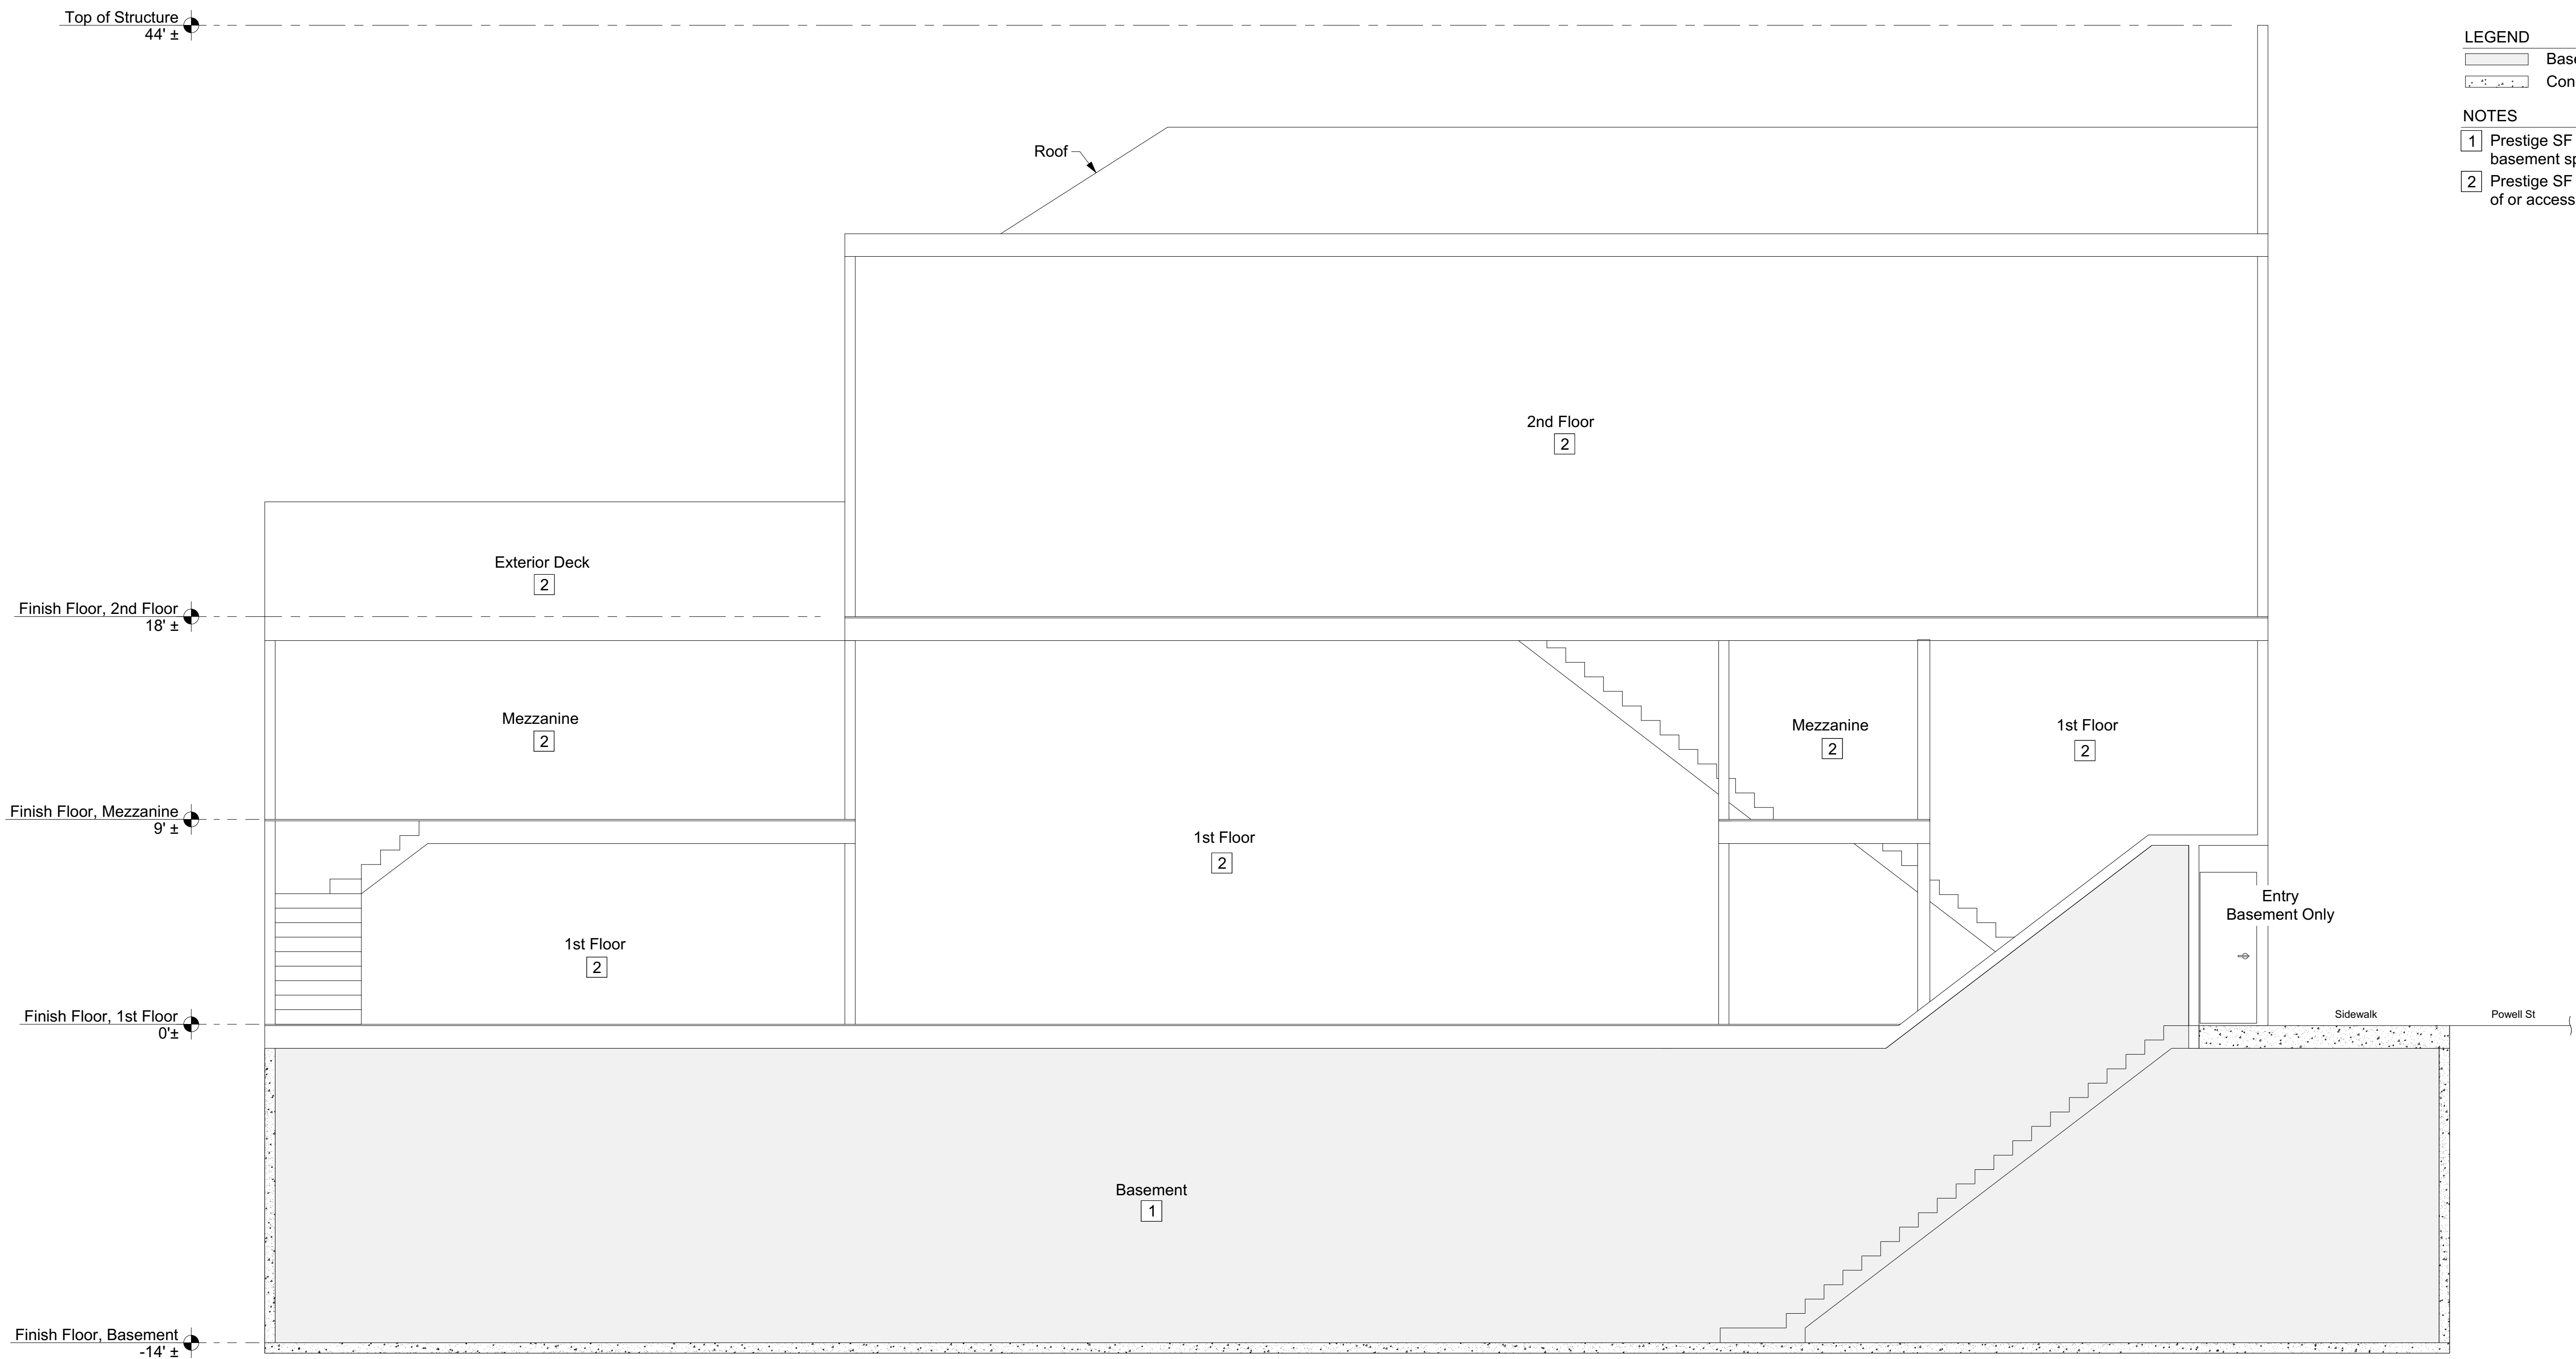 Top of Structure
44' ±
LEGEND
NOTES
1 Prestige SF
basement
2 Prestige SF
of or access
Roof
2nd Floor
2
Exterior Deck
2
Finish Floor, 2nd Floor
18' ±
Mezzanine
2
Mezzanine
2
1st Floor
2
Finish Floor, Mezzanine
9' ±
1st Floor
2
Entry
Basement Only
1st Floor
2
Finish Floor, 1st Floor
0'±
Sidewalk
Powell St
Basement
1
Finish Floor, Basement
-14' ±